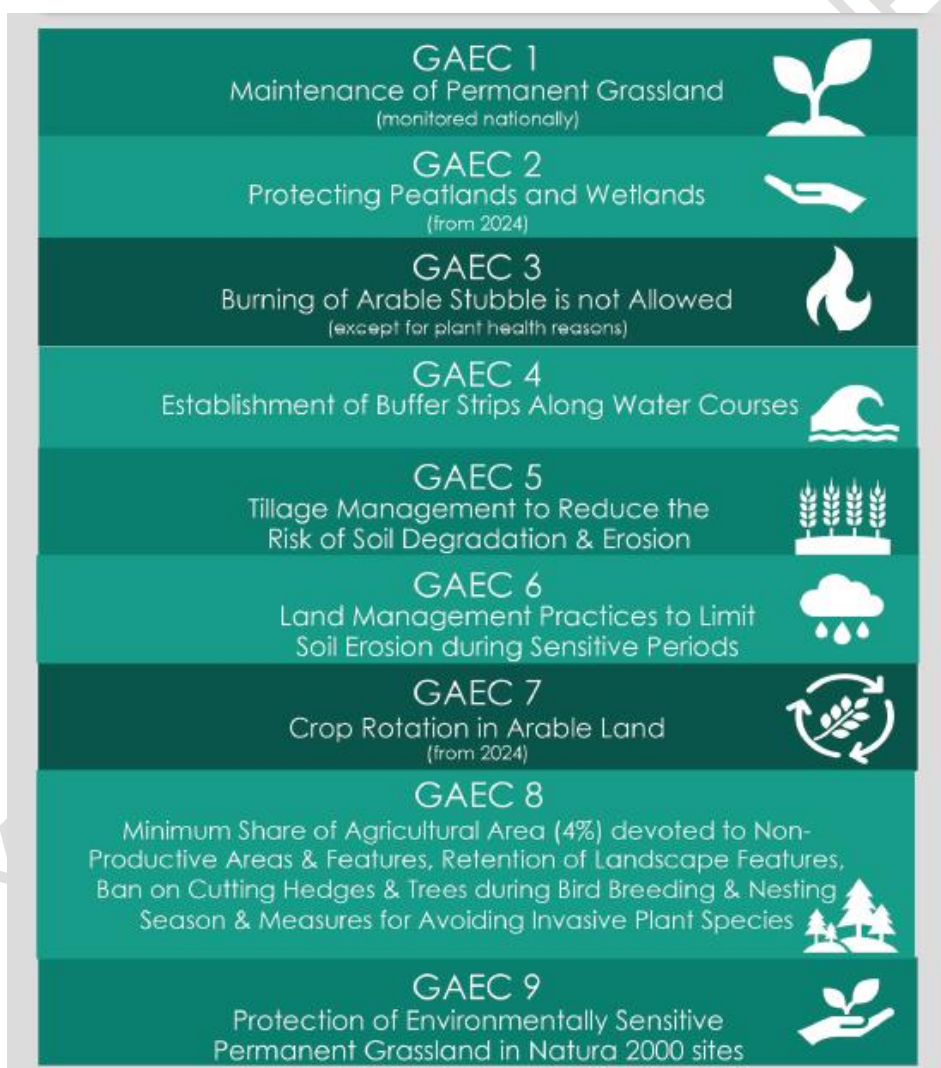 GAEC 1
Maintenance of Permanent Grassland
(monitored nationally)
GAEC 2
Protecting Peatlands and Wetlands
(from 2024)
GAEC 3
Burning of Arable Stubble is not Allowed
(except for plant health reasons)
GAEC 4
Establishment of Buffer Strips Along Water Courses
GAEC 5
Tillage Management to Reduce the
Risk of Soil Degradation & Erosion
GAEC 6
Land Management Practices to Limit
Soil Erosion during Sensitive Periods
GAEC 7
Crop Rotation in Arable Land
(from 2024)
GAEC 8
Minimum Share of Agricultural Area (4%) devoted to Non-
Productive Areas & Features, Retention of Landscape Features,
Ban on Cutting Hedges & Trees during Bird Breeding & Nesting
Season & Measures for Avoiding Invasive Plant Species
GAEC 9
Protection of Environmentally Sensitive
Permanent Grassland in Natura 2000 sites